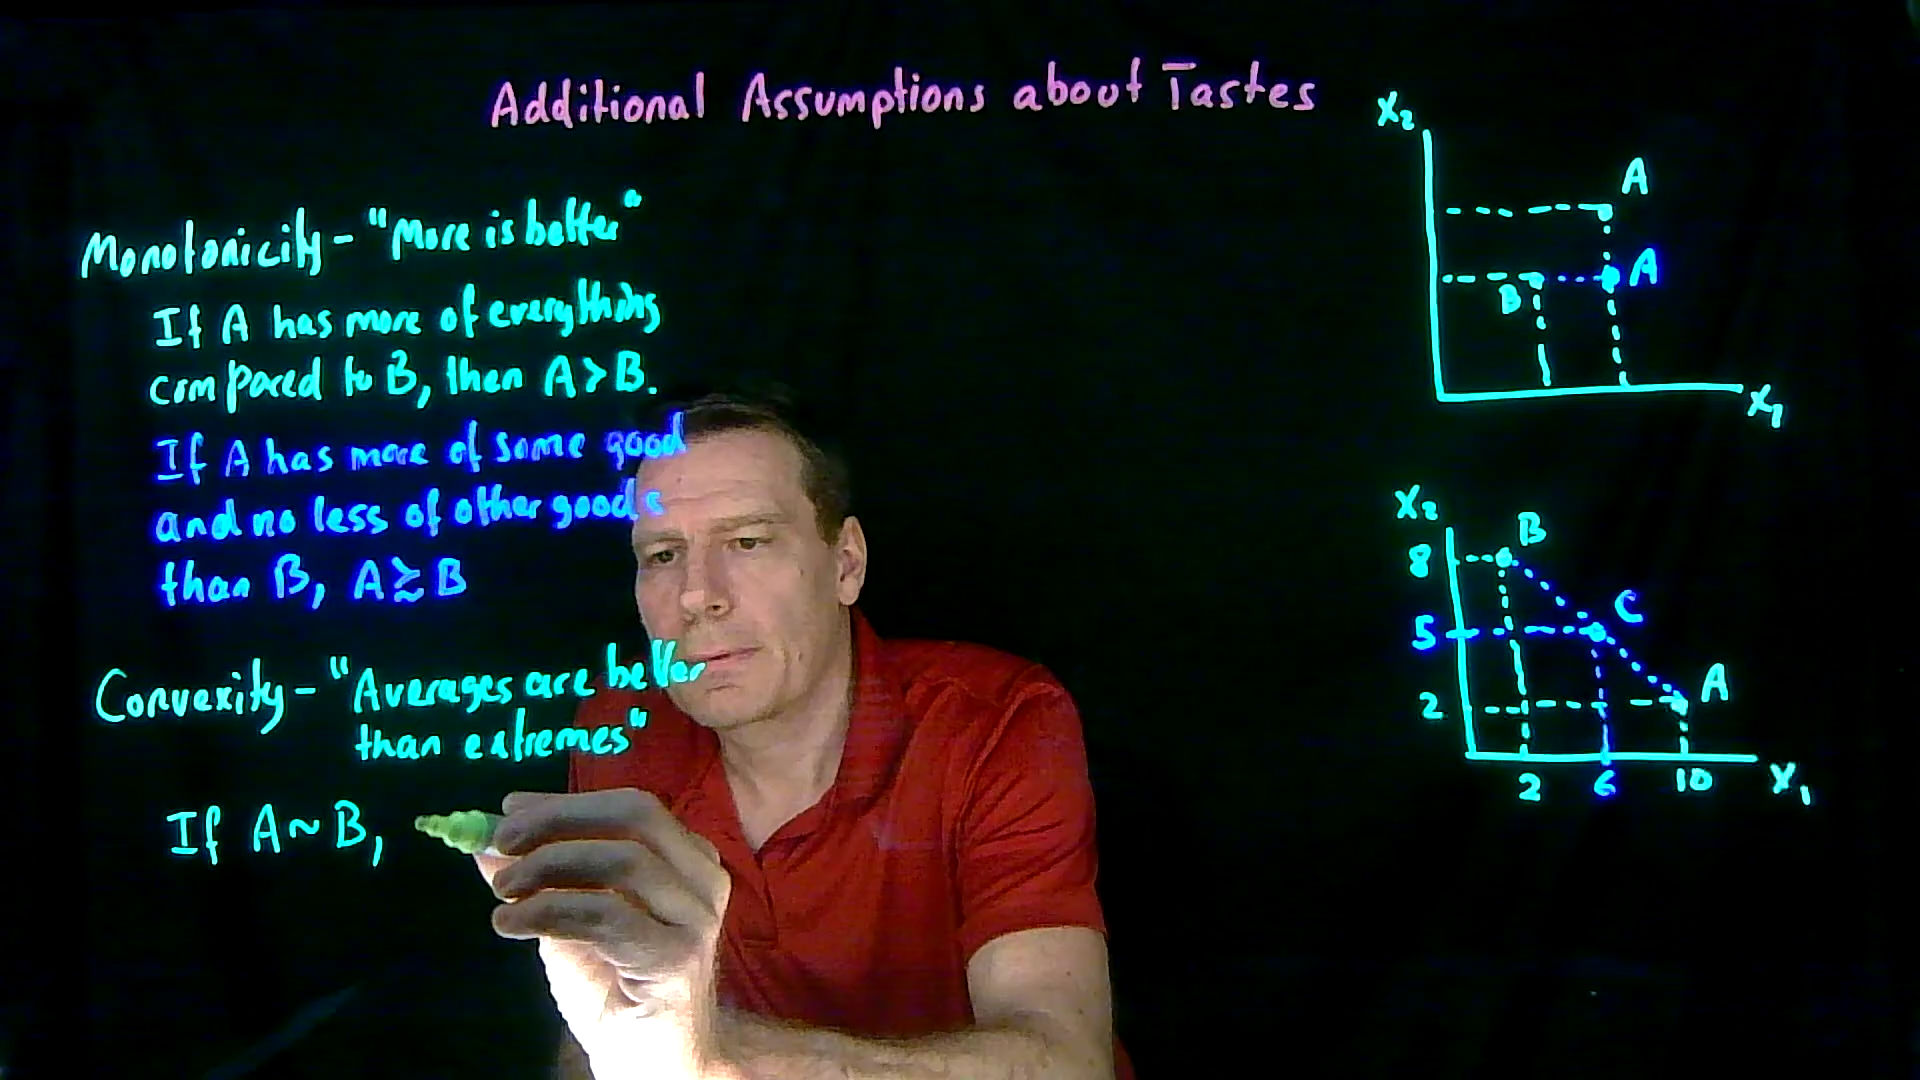 Additional Assumptions about Tastes
Monotonicity - "More is better"
If A has more of everything
compared to B, then A > B.
If A has more of some good
and no less of other goods
than B, A ≿ B
Convexity - "Averages are better
than extremes"
If A ~ B,
X₂
A
A
B
X₁
X₂
B
8
C
5
A
2
2 6 10 X₁